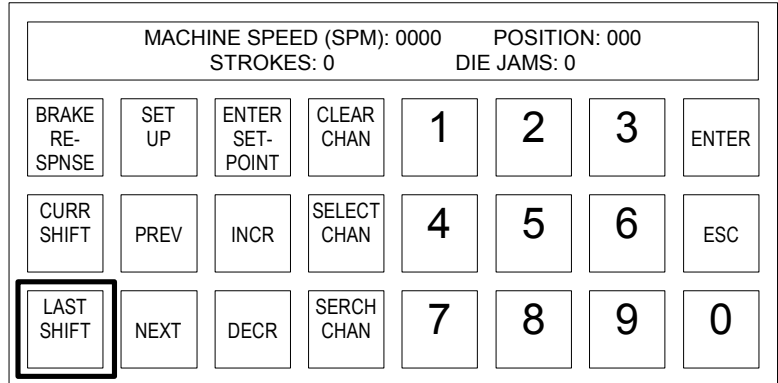 MACHINE SPEED (SPM): 0000 POSITION: 000
STROKES: 0 DIE JAMS: 0
BRAKE RE- SPNSE
SET UP
ENTER SET- POINT
CLEAR CHAN
1
2
3
ENTER
CURR SHIFT
PREV
INCR
SELECT CHAN
4
5
6
ESC
LAST SHIFT
NEXT
DECR
SERCH CHAN
7
8
9
0